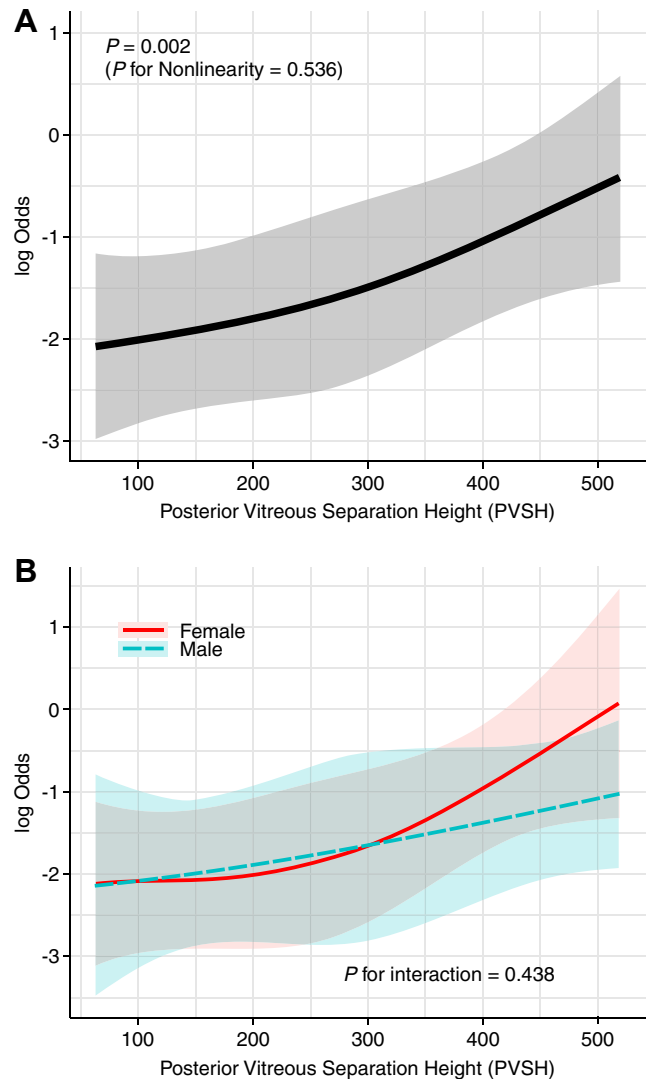 A
P = 0.002
(P for Nonlinearity = 0.536)
1
0
-1
-2
-3
log Odds
100 200 300 400 500
Posterior Vitreous Separation Height (PVSH)
B
Female
Male
1
0
-1
-2
-3
log Odds
P for interaction = 0.438
100 200 300 400 500
Posterior Vitreous Separation Height (PVSH)